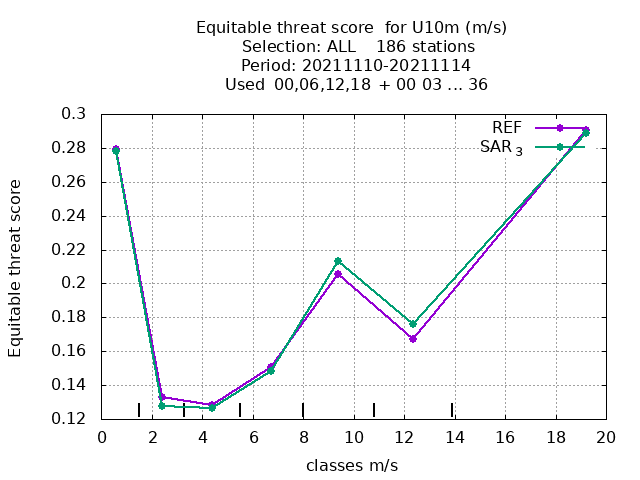 Equitable threat score for U10m (m/s)
Selection: ALL 186 stations
Period: 20211110-20211114
Used 00,06,12,18 + 00 03 ... 36
REF
SAR 3
Equitable threat score
0.3
0.28
0.26
0.24
0.22
0.2
0.18
0.16
0.14
0.12
0 2 4 6 8 10 12 14 16 18 20
classes m/s